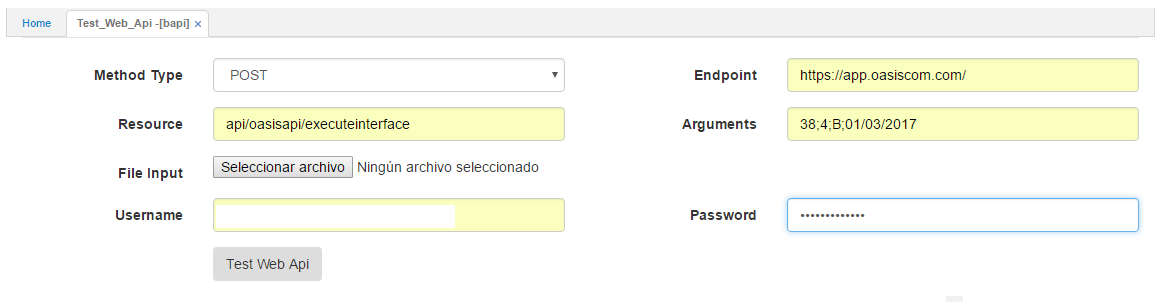 Home Test_Web_Api -[bapi] ×
Method Type POST Endpoint https://app.oasiscom.com/
Resource api/oasisapi/executeinterface Arguments 38;4;B;01/03/2017
File Input Seleccionar archivo Ningún archivo seleccionado
Username Password •••••••••••••
Test Web Api